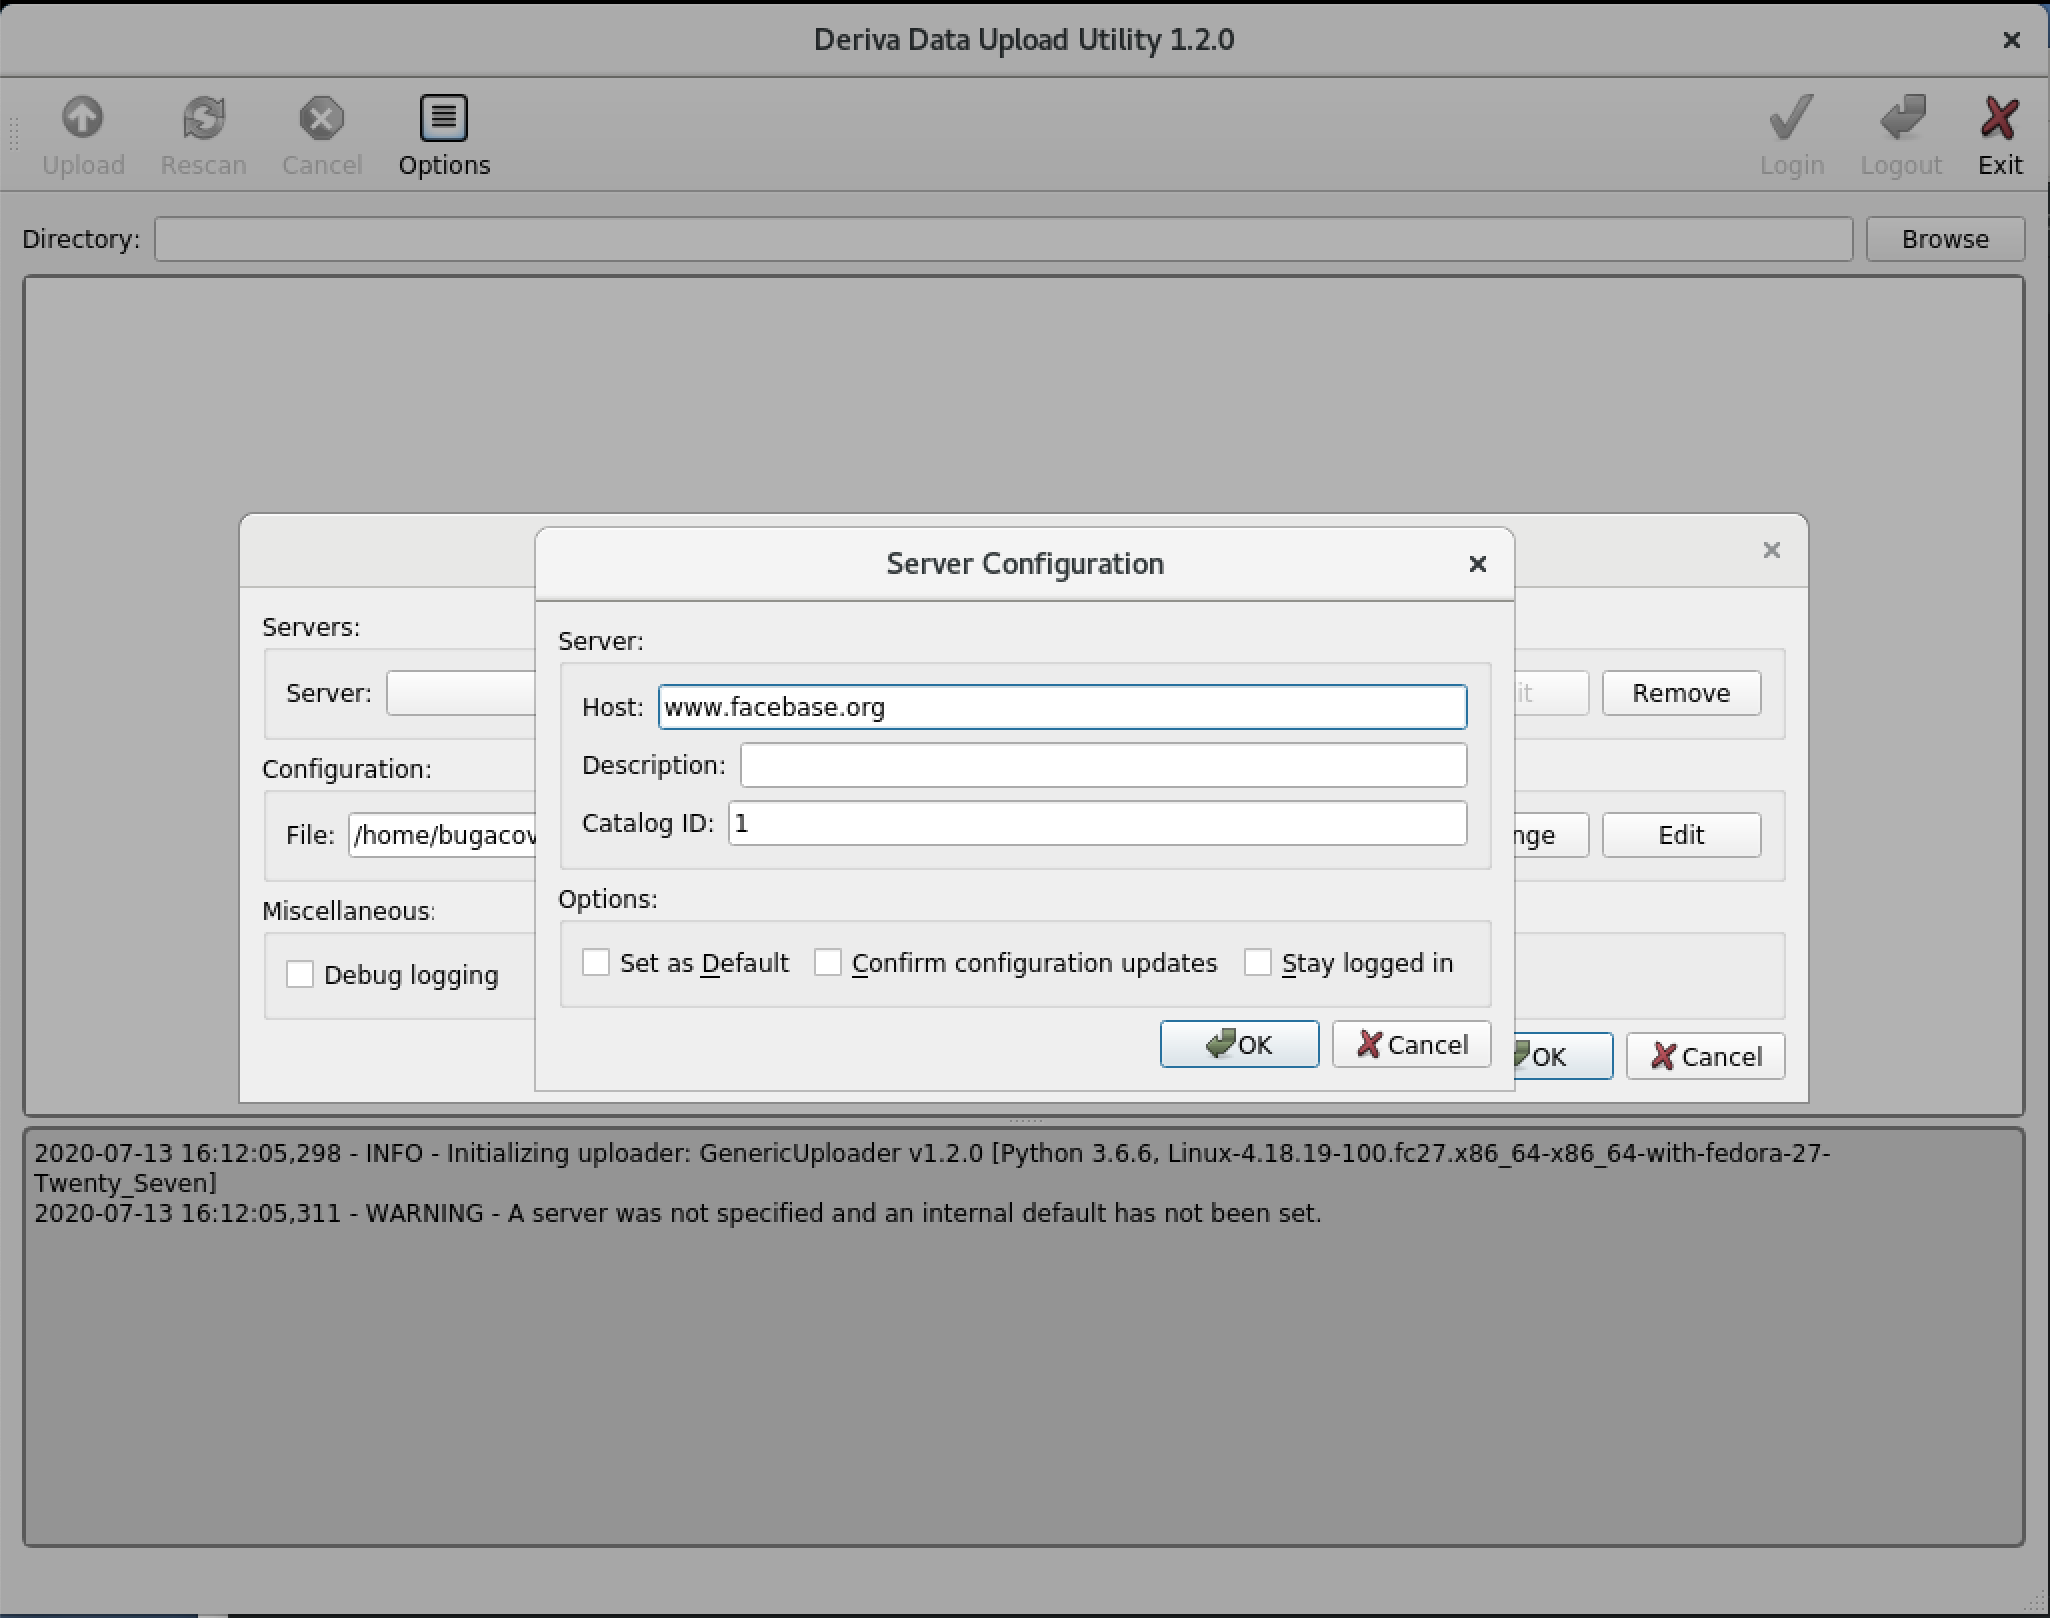 Deriva Data Upload Utility 1.2.0
Upload Rescan Cancel Options Login Logout Exit
Directory: Browse
Server Configuration
Servers:
Server: Remove
Configuration:
File: /home/bugacov Edit
Miscellaneous:
Debug logging
OK Cancel
Server:
Host: www.facebase.org
Description:
Catalog ID: 1
Options:
Set as Default Confirm configuration updates Stay logged in
OK Cancel
2020-07-13 16:12:05,298 - INFO - Initializing uploader: GenericUploader v1.2.0 [Python 3.6.6, Linux-4.18.19-100.fc27.x86_64-x86_64-with-fedora-27-
Twenty_Seven]
2020-07-13 16:12:05,311 - WARNING - A server was not specified and an internal default has not been set.